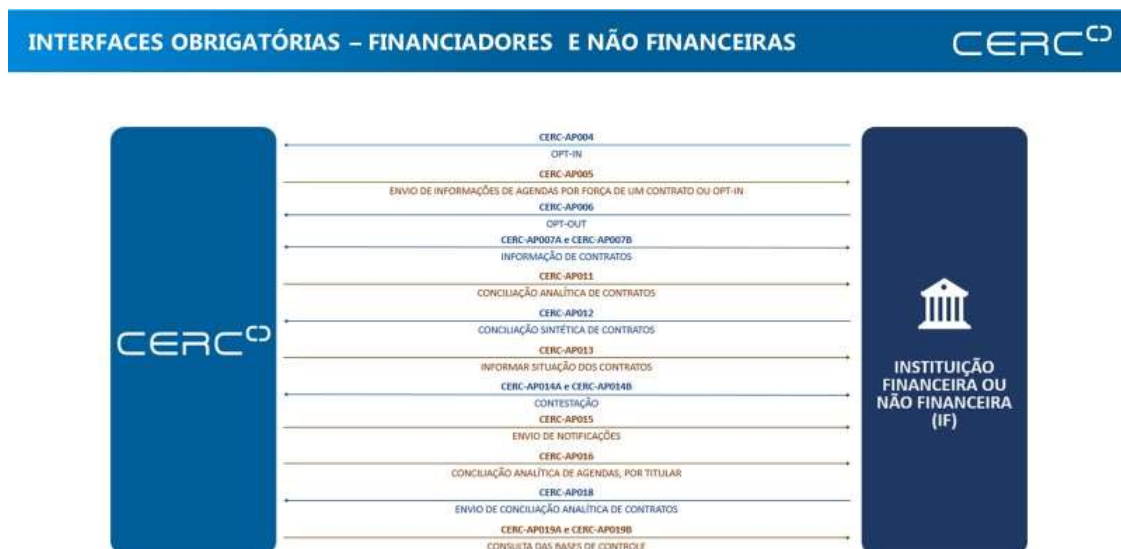 INTERFACES OBRIGATÓRIAS – FINANCIADORES E NÃO FINANCEIRAS
CERC
CERC-AP004
OPT-IN
CERC-AP005
ENVIO DE INFORMAÇÕES DE AGENDAS POR FORÇA DE UM CONTRATO OU OPT-IN
CERC-AP006
OPT-OUT
CERC-AP007A e CERC-AP007B
INFORMAÇÃO DE CONTRATOS
CERC-AP011
CONCILIAÇÃO ANALÍTICA DE CONTRATOS
CERC-AP012
CONCILIAÇÃO SINTÉTICA DE CONTRATOS
CERC-AP013
INFORMAR SITUAÇÃO DOS CONTRATOS
CERC-AP014A e CERC-AP014B
CONTESTAÇÃO
CERC-AP015
ENVIO DE NOTIFICAÇÕES
CERC-AP016
CONCILIAÇÃO ANALÍTICA DE AGENDAS, POR TITULAR
CERC-AP018
ENVIO DE CONCILIAÇÃO ANALÍTICA DE CONTRATOS
CERC-AP019A e CERC-AP019B
CONSULTA DAS BASES DE CONTROLE
CERC
INSTITUIÇÃO
FINANCEIRA OU
NÃO FINANCEIRA
(IF)